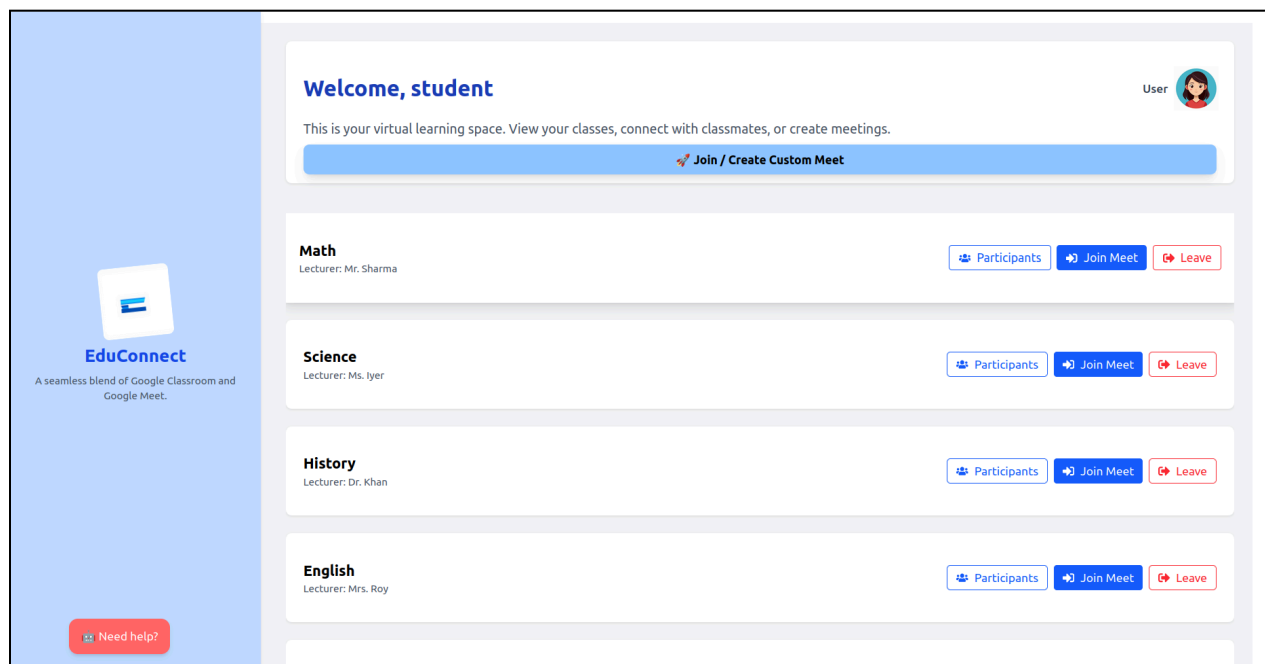 EduConnect
A seamless blend of Google Classroom and
Google Meet.
🤖 Need help?
Welcome, student
User
This is your virtual learning space. View your classes, connect with classmates, or create meetings.
🚀 Join / Create Custom Meet
Math
Lecturer: Mr. Sharma
Participants
Join Meet
Leave
Science
Lecturer: Ms. Iyer
Participants
Join Meet
Leave
History
Lecturer: Dr. Khan
Participants
Join Meet
Leave
English
Lecturer: Mrs. Roy
Participants
Join Meet
Leave